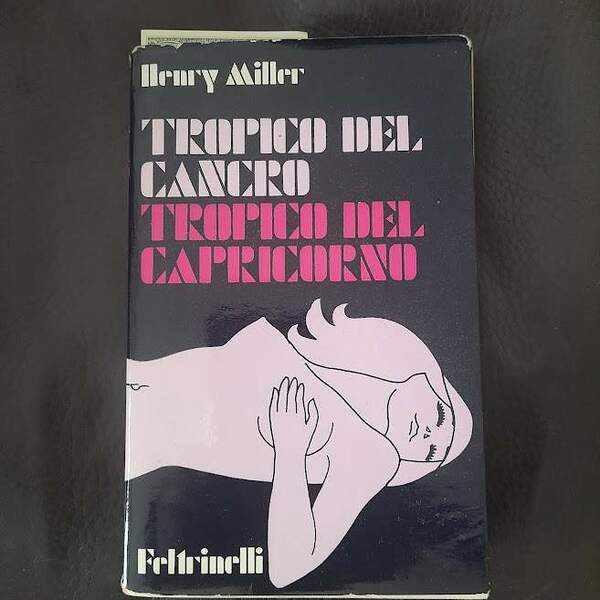 Henry Miller
TROPICO DEL
CANCRO
TROPICO DEL
CAPRICORNO
Feltrinelli